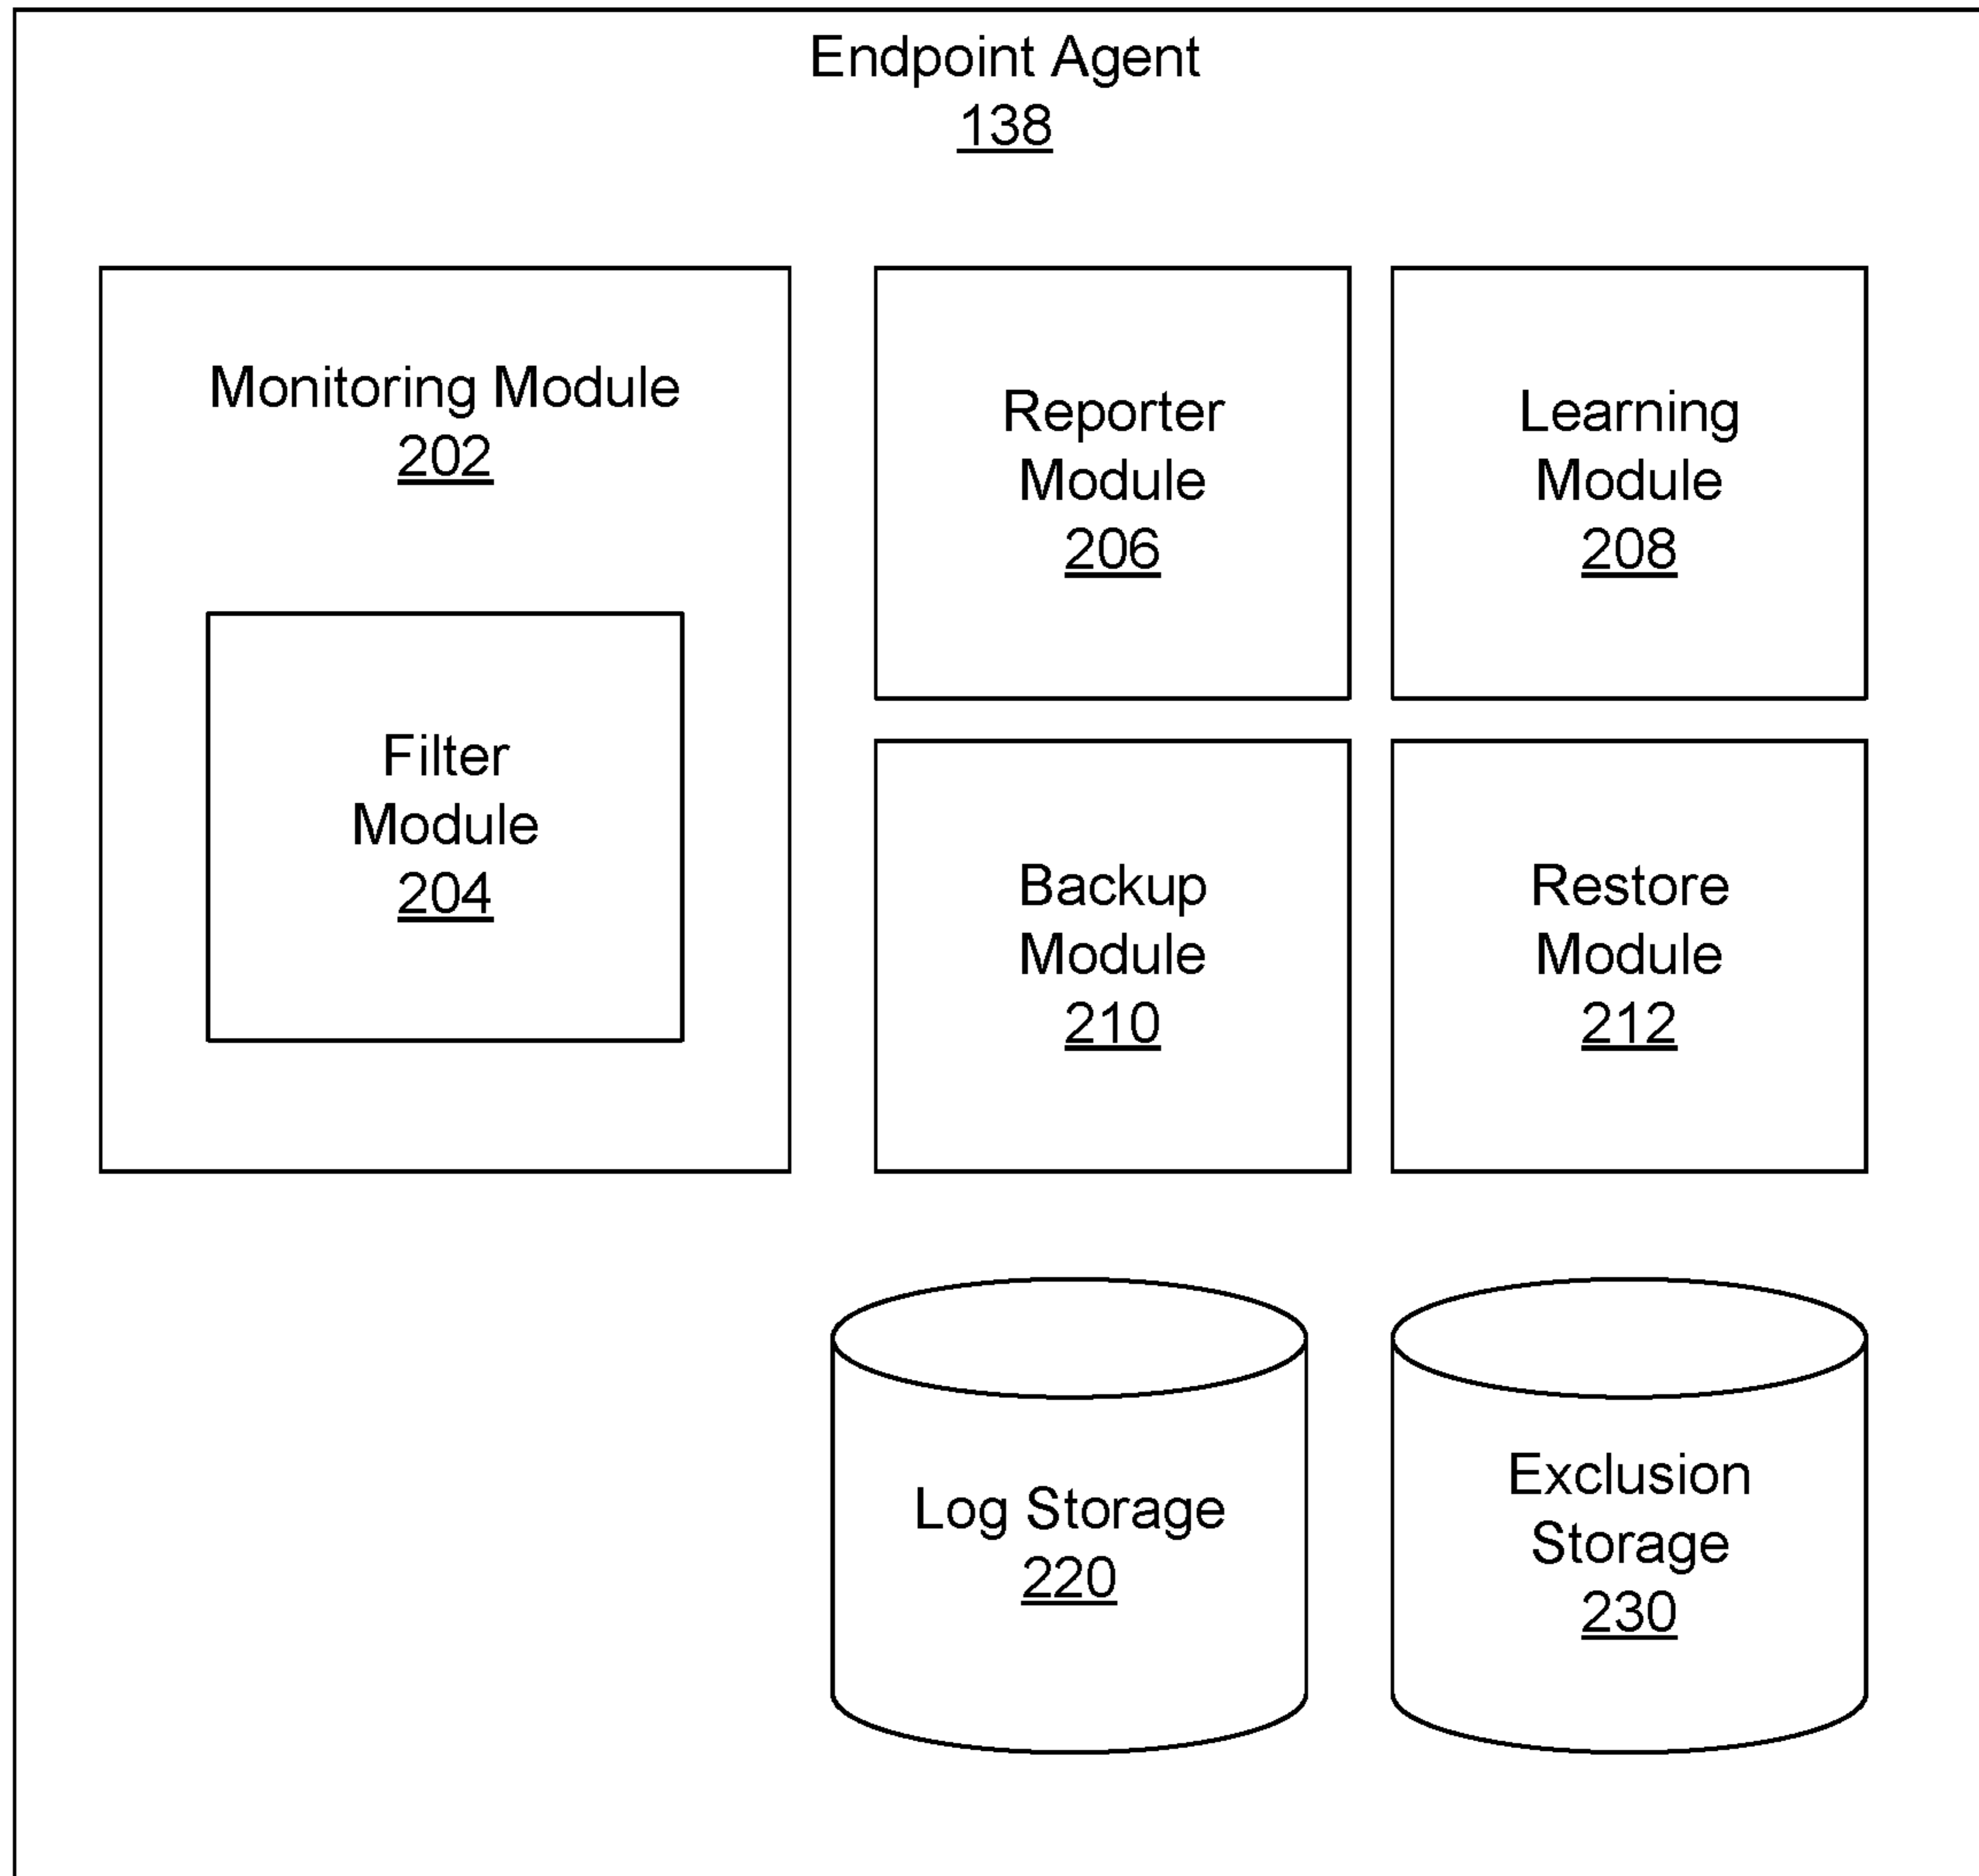 Endpoint Agent
138
Monitoring Module
202
Filter
Module
204
Reporter
Module
206
Learning
Module
208
Backup
Module
210
Restore
Module
212
Log Storage
220
Exclusion
Storage
230